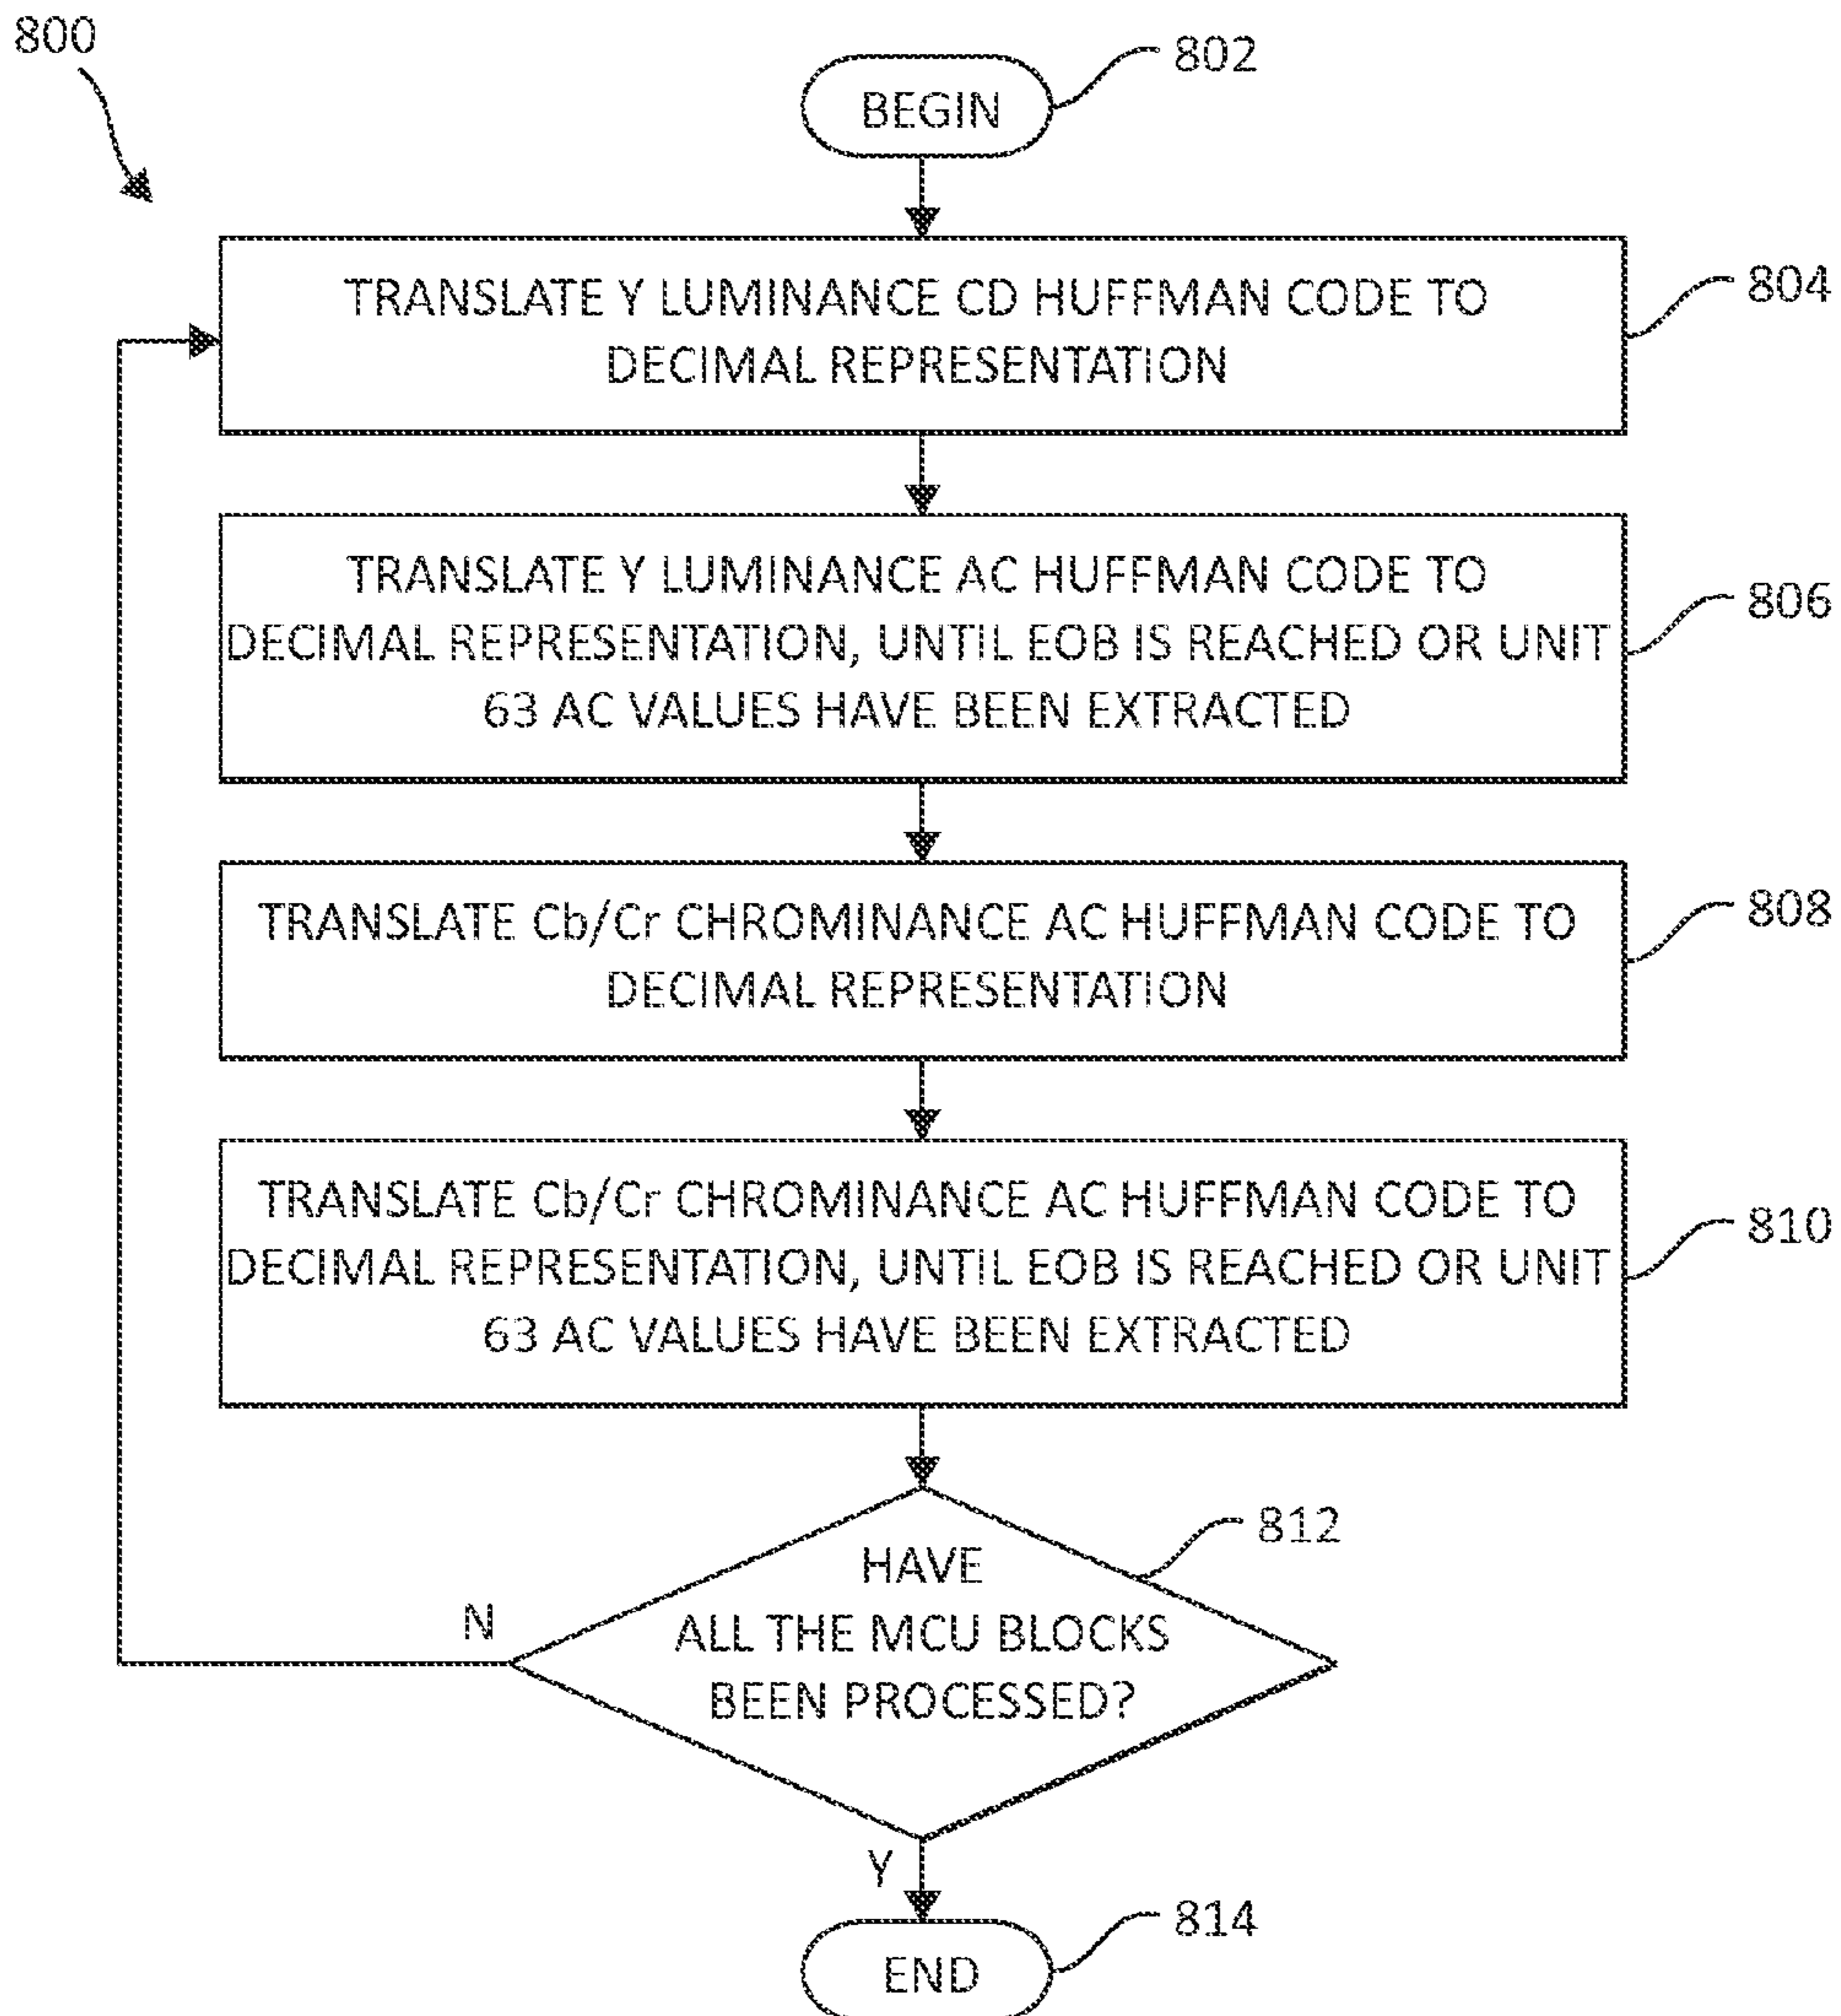 800
802
BEGIN
TRANSLATE Y LUMINANCE CD HUFFMAN CODE TO
DECIMAL REPRESENTATION
804
TRANSLATE Y LUMINANCE AC HUFFMAN CODE TO
DECIMAL REPRESENTATION, UNTIL EOB IS REACHED OR UNIT
63 AC VALUES HAVE BEEN EXTRACTED
806
TRANSLATE Cb/Cr CHROMINANCE AC HUFFMAN CODE TO
DECIMAL REPRESENTATION
808
TRANSLATE Cb/Cr CHROMINANCE AC HUFFMAN CODE TO
DECIMAL REPRESENTATION, UNTIL EOB IS REACHED OR UNIT
63 AC VALUES HAVE BEEN EXTRACTED
810
812
HAVE
ALL THE MCU BLOCKS
BEEN PROCESSED?
N
Y
814
END